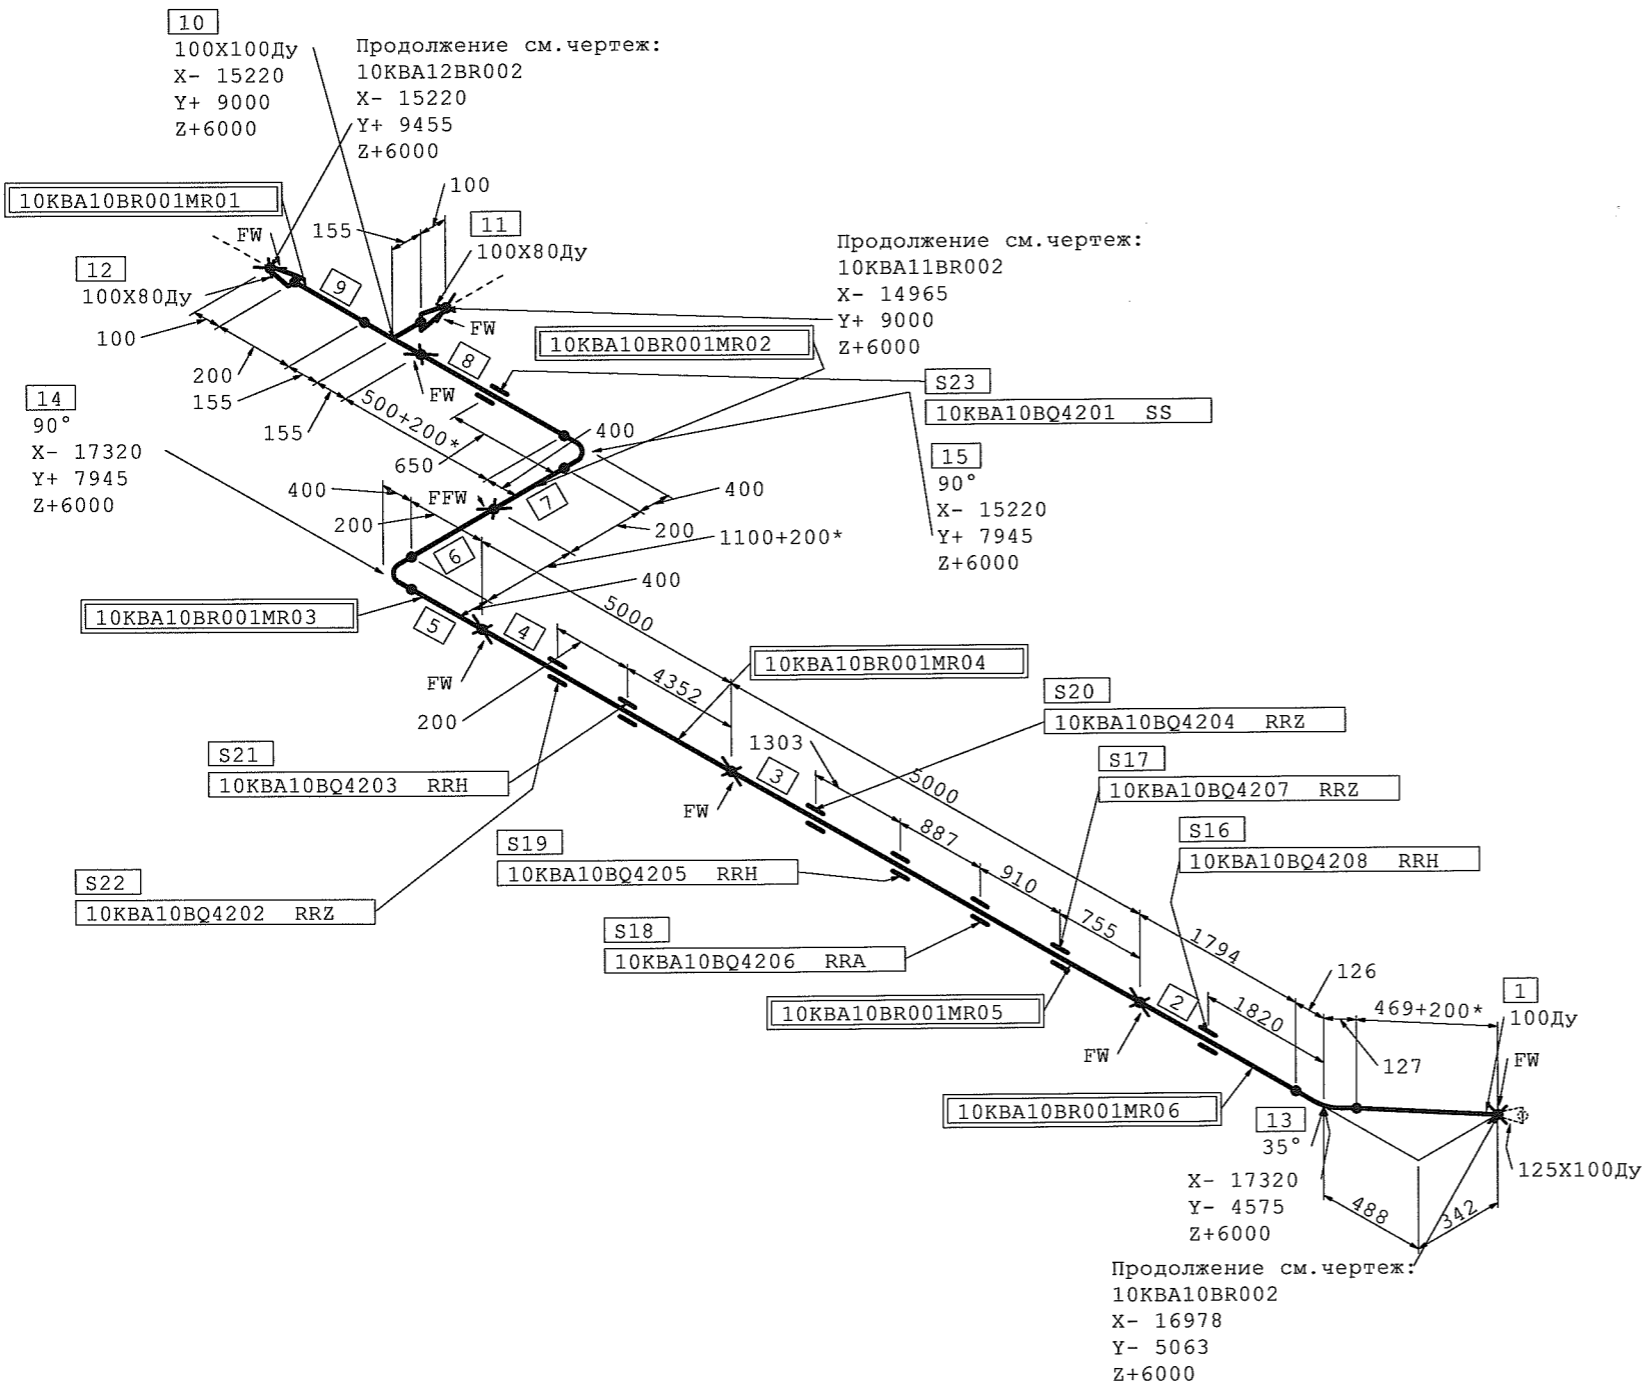 10
100X100Ду
X- 15220
Y+ 9000
Z+6000
Продолжение см.чертеж:
10KBA12BR002
X- 15220
Y+ 9455
Z+6000
10KBA10BR001MR01
FW
155
100
11
100X80Ду
12
100X80Ду
9
FW
100
200
155
155
8
FW
500+200*
650
Продолжение см.чертеж:
10KBA11BR002
X- 14965
Y+ 9000
Z+6000
10KBA10BR001MR02
S23
10KBA10BQ4201 SS
14
90°
X- 17320
Y+ 7945
Z+6000
15
90°
X- 15220
Y+ 7945
Z+6000
400
400
200
FFW
7
400
200
1100+200*
400
6
5000
10KBA10BR001MR03
5
4
FW
200
4352
10KBA10BR001MR04
S20
10KBA10BQ4204 RRZ
S21
10KBA10BQ4203 RRH
1303
3
FW
5000
S17
10KBA10BQ4207 RRZ
S19
10KBA10BQ4205 RRH
887
S16
10KBA10BQ4208 RRH
S22
10KBA10BQ4202 RRZ
910
755
S18
10KBA10BQ4206 RRA
1794
126
10KBA10BR001MR05
2
1820
FW
469+200*
1
100Ду
FW
127
10KBA10BR001MR06
13
35°
X- 17320
Y- 4575
Z+6000
125X100Ду
488
342
Продолжение см.чертеж:
10KBA10BR002
X- 16978
Y- 5063
Z+6000